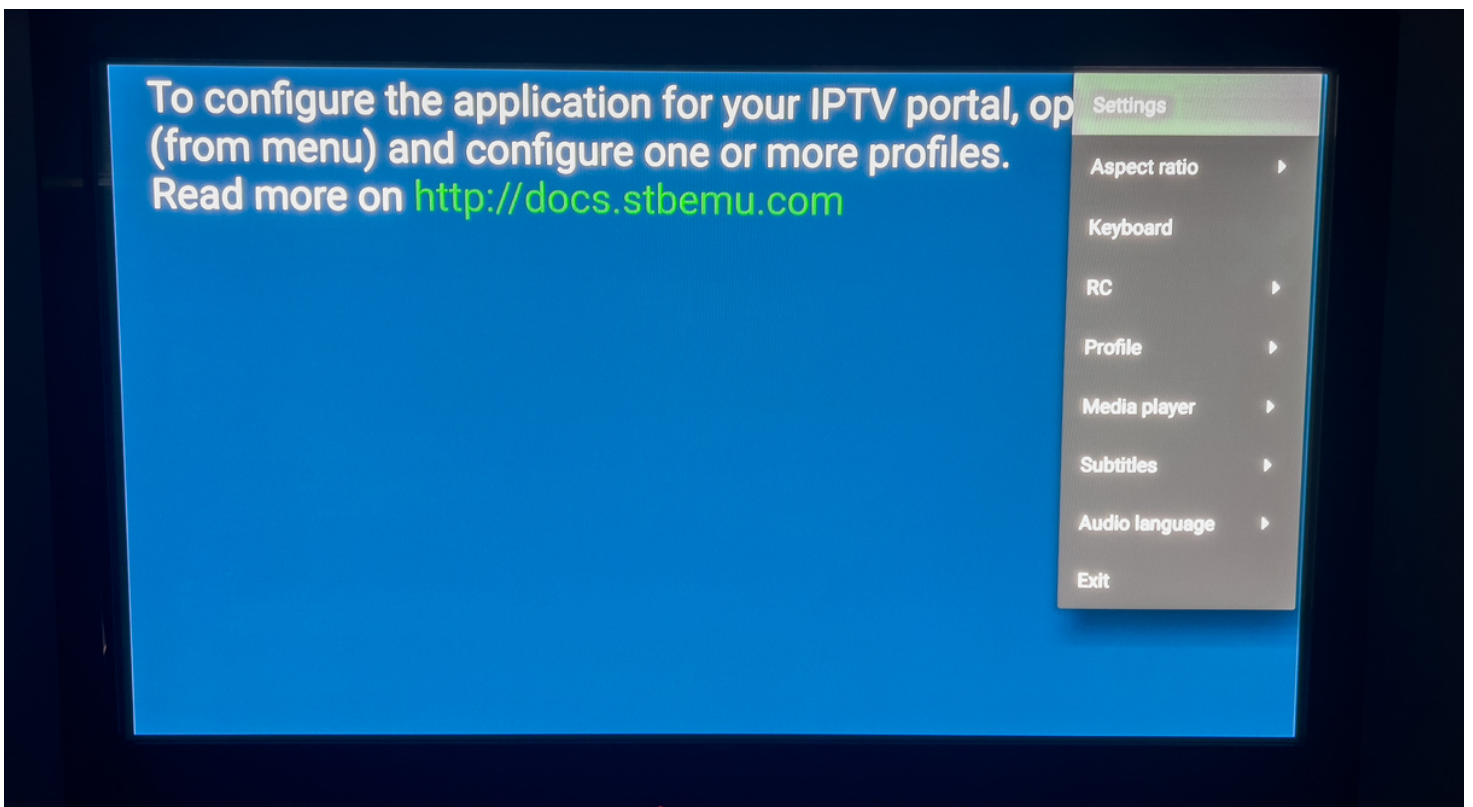 To configure the application for your IPTV portal, op
(from menu) and configure one or more profiles.
Read more on http://docs.stbemu.com
Settings
Aspect ratio
Keyboard
RC
Profile
Media player
Subtitles
Audio language
Exit